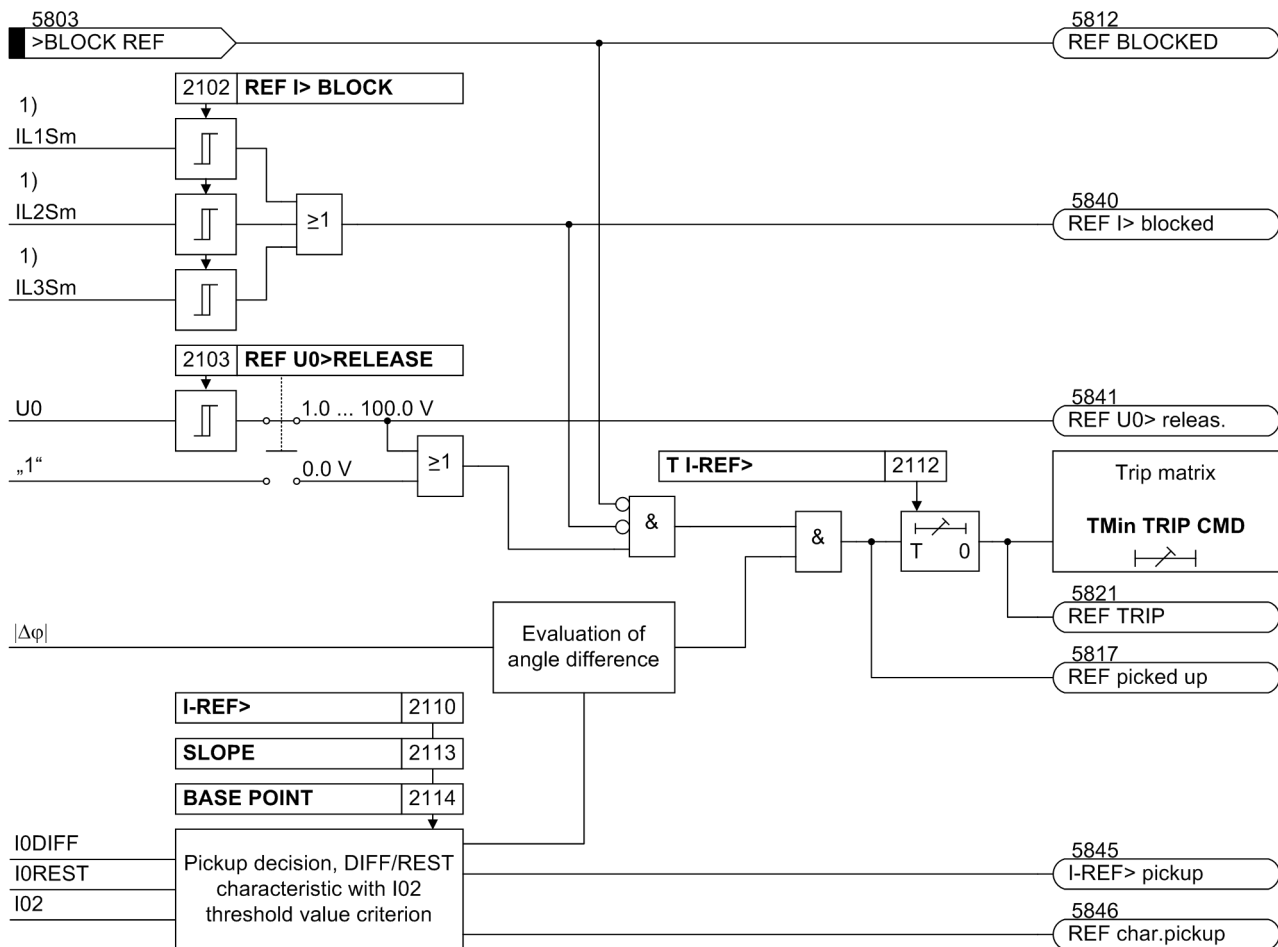 5803
>BLOCK REF
5812
REF BLOCKED
2102 REF I> BLOCK
1)
IL1Sm
1)
IL2Sm
≥1
5840
REF I> blocked
1)
IL3Sm
2103 REF U0>RELEASE
U0
1.0 ... 100.0 V
5841
REF U0> releas.
„1“
0.0 V
≥1
T I-REF> 2112
&
&
T 0
Trip matrix
TMin TRIP CMD
5821
REF TRIP
|Δφ|
Evaluation of
angle difference
5817
REF picked up
I-REF> 2110
SLOPE 2113
BASE POINT 2114
I0DIFF
I0REST
I02
Pickup decision, DIFF/REST
characteristic with I02
threshold value criterion
5845
I-REF> pickup
5846
REF char.pickup